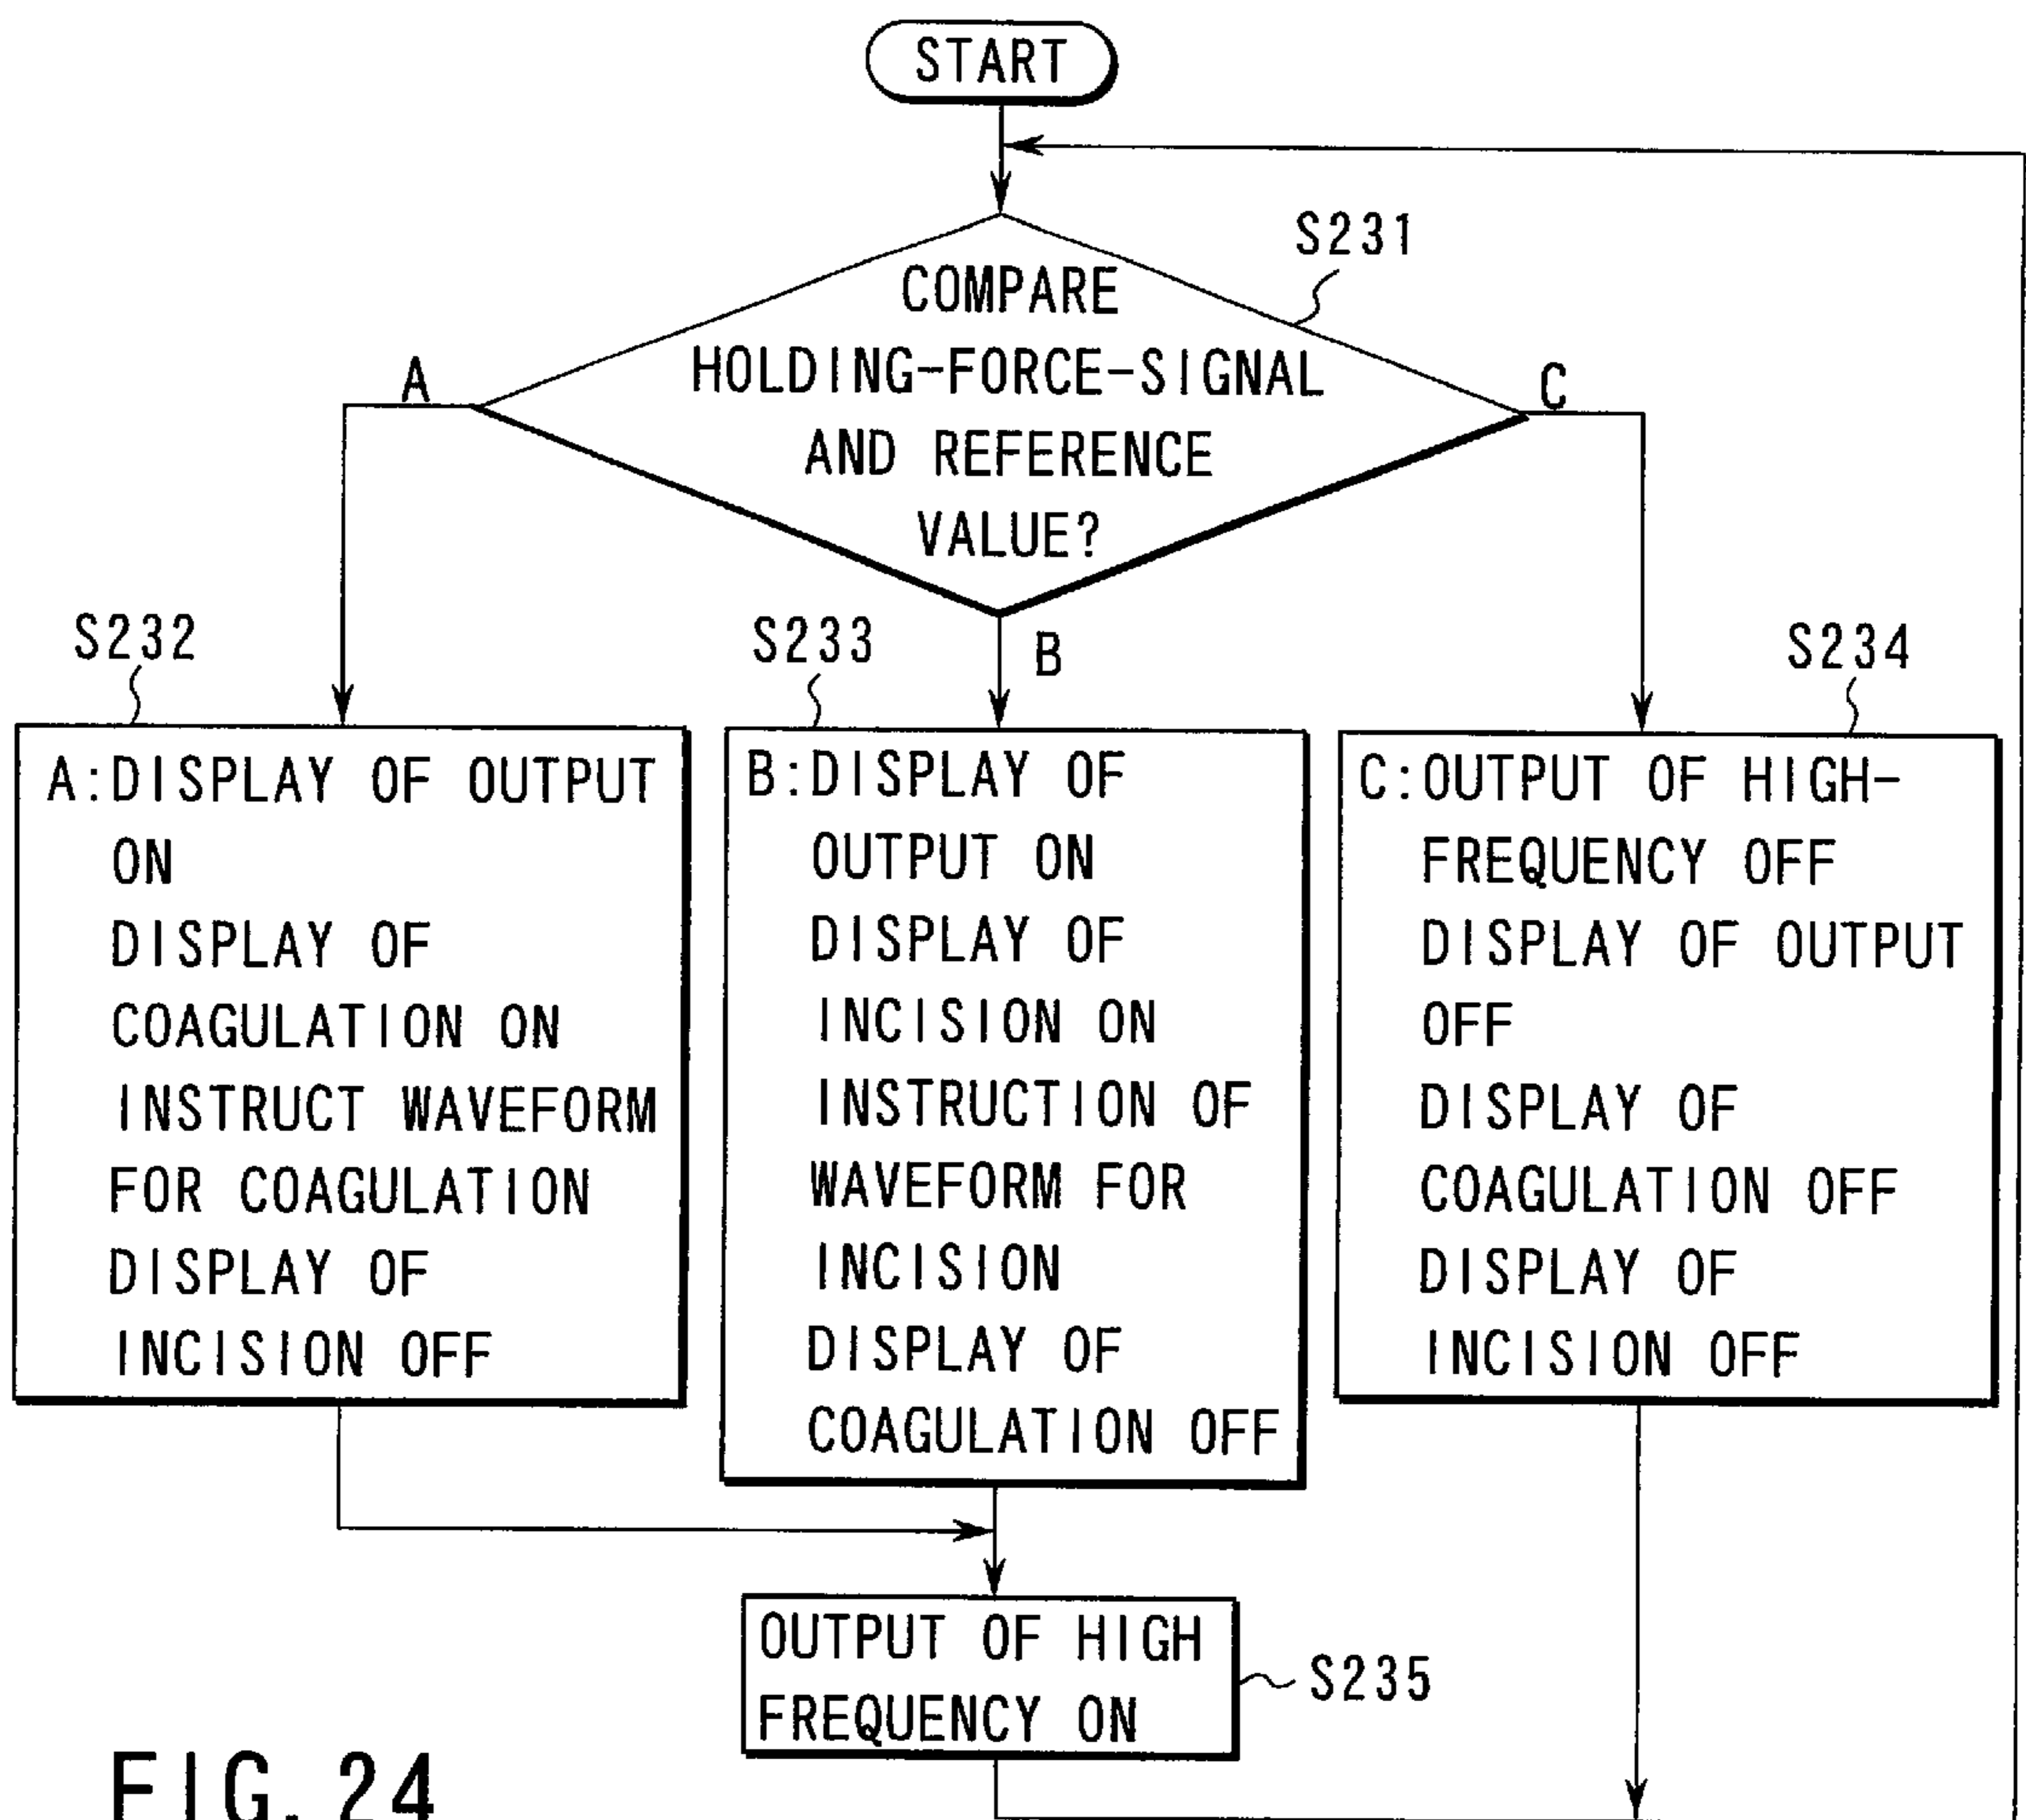 START
S231
COMPARE
HOLDING-FORCE-SIGNAL
AND REFERENCE
VALUE?
A
B
C
S232
A:DISPLAY OF OUTPUT
ON
DISPLAY OF
COAGULATION ON
INSTRUCT WAVEFORM
FOR COAGULATION
DISPLAY OF
INCISION OFF
S233
B:DISPLAY OF
OUTPUT ON
DISPLAY OF
INCISION ON
INSTRUCTION OF
WAVEFORM FOR
INCISION
DISPLAY OF
COAGULATION OFF
S234
C:OUTPUT OF HIGH-
FREQUENCY OFF
DISPLAY OF OUTPUT
OFF
DISPLAY OF
COAGULATION OFF
DISPLAY OF
INCISION OFF
OUTPUT OF HIGH
FREQUENCY ON
S235
FIG. 24